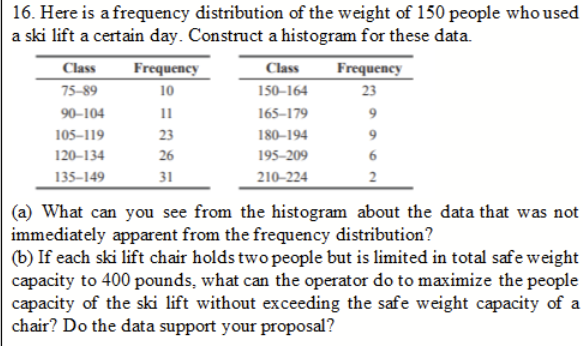 16. Here is a frequency distribution of the weight of 150 people who used
a ski lift a certain day. Construct a histogram for these data.
Class Frequency Class Frequency
75–89 10 150–164 23
90–104 11 165–179 9
105–119 23 180–194 9
120–134 26 195–209 6
135–149 31 210–224 2
(a) What can you see from the histogram about the data that was not
immediately apparent from the frequency distribution?
(b) If each ski lift chair holds two people but is limited in total safe weight
capacity to 400 pounds, what can the operator do to maximize the people
capacity of the ski lift without exceeding the safe weight capacity of a
chair? Do the data support your proposal?